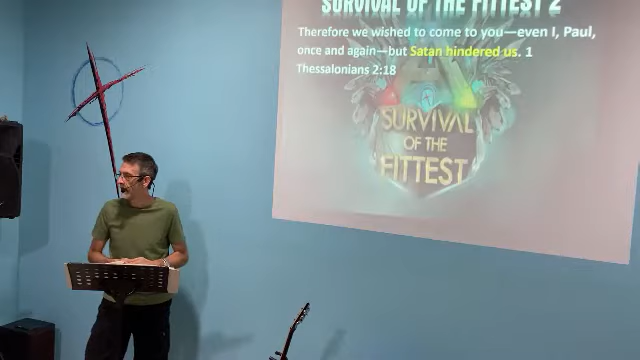 SURVIVAL OF THE FITTEST 2
Therefore we wished to come to you—even I, Paul,
once and again—but Satan hindered us. 1
Thessalonians 2:18
SURVIVAL
OF THE
FITTEST